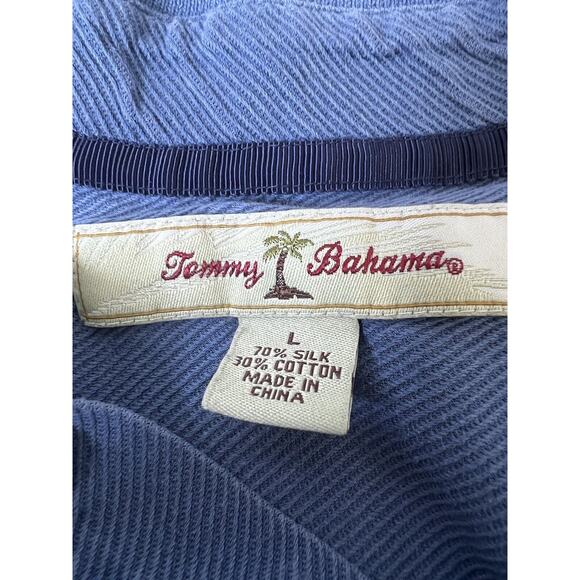 Tommy Bahama®
L
70% SILK
30% COTTON
MADE IN
CHINA